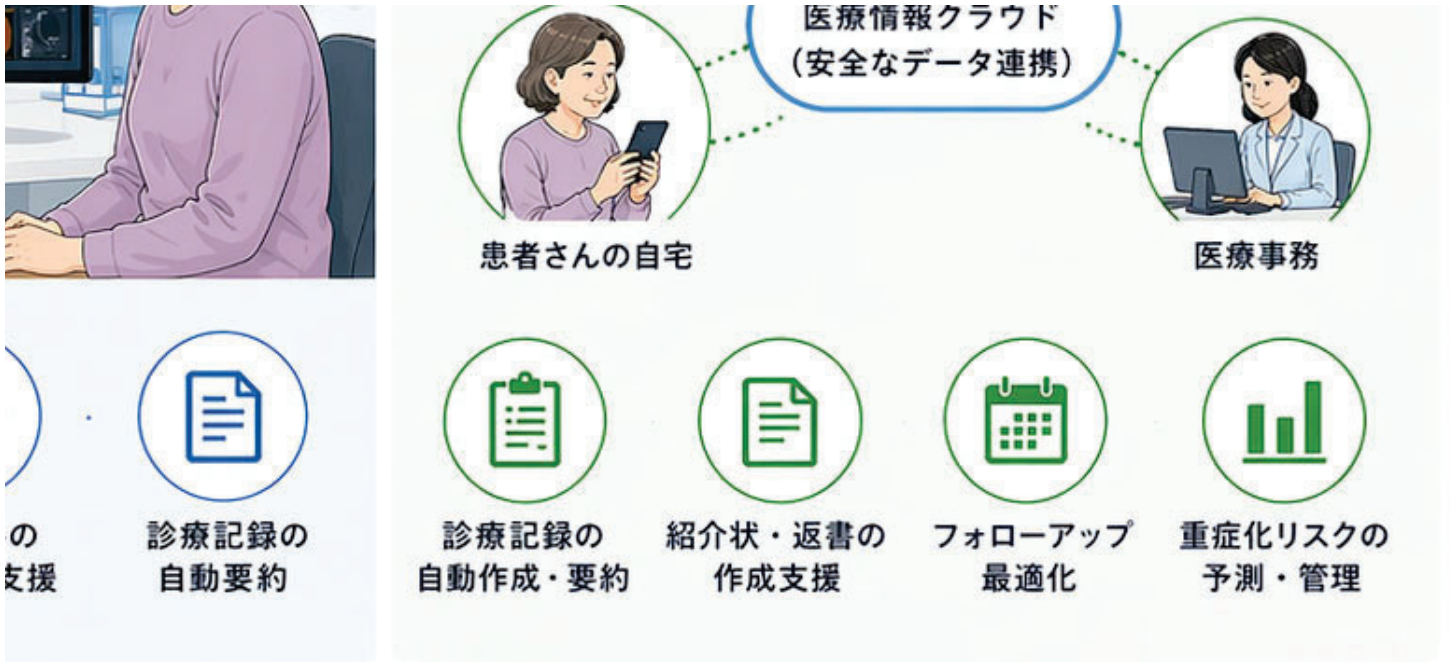 医療情報クラウド
(安全なデータ連携)
患者さんの自宅
医療事務
の
支援
診療記録の
自動要約
診療記録の
自動作成・要約
紹介状・返書の
作成支援
フォローアップ
最適化
重症化リスクの
予測・管理